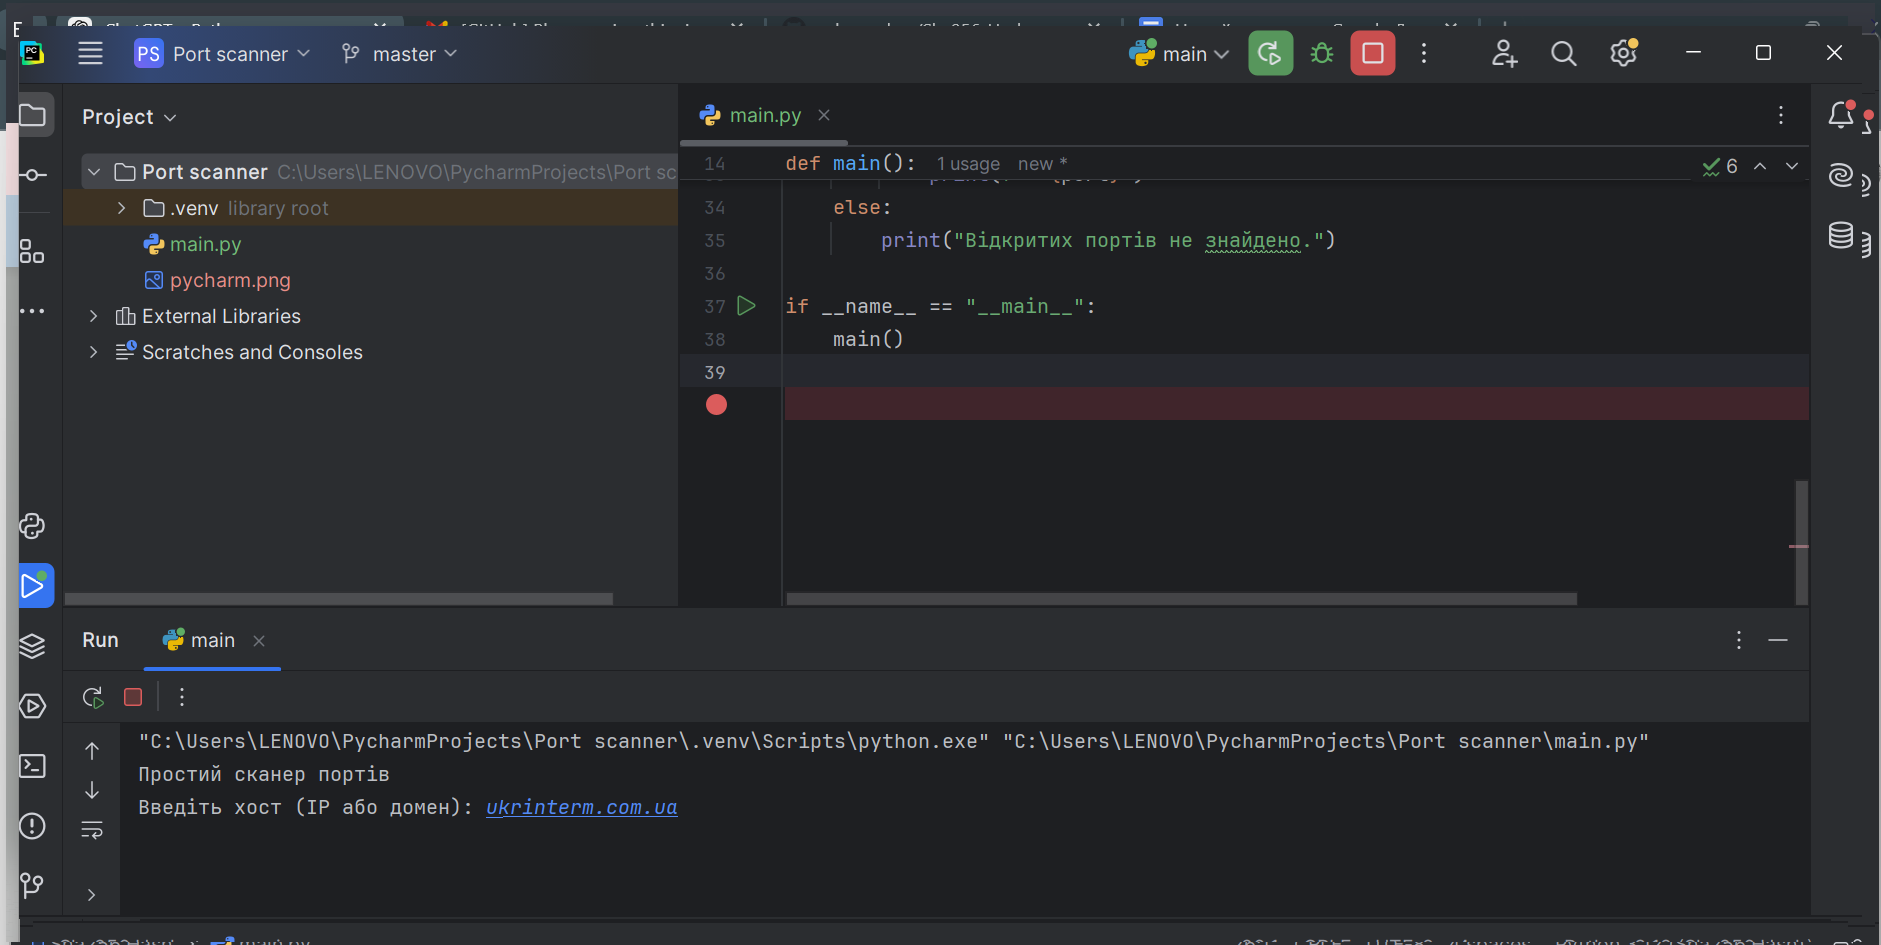 PS Port scanner master main
Project
main.py
Port scanner C:\Users\LENOVO\PycharmProjects\Port sc
.venv library root
main.py
pycharm.png
External Libraries
Scratches and Consoles
14 def main(): 1 usage new *
6
34 else:
35 print("Відкритих портів не знайдено.")
36
37 if __name__ == "__main__":
38 main()
39
Run main
"C:\Users\LENOVO\PycharmProjects\Port scanner\.venv\Scripts\python.exe" "C:\Users\LENOVO\PycharmProjects\Port scanner\main.py"
Простий сканер портів
Введіть хост (IP або домен): ukrinterm.com.ua